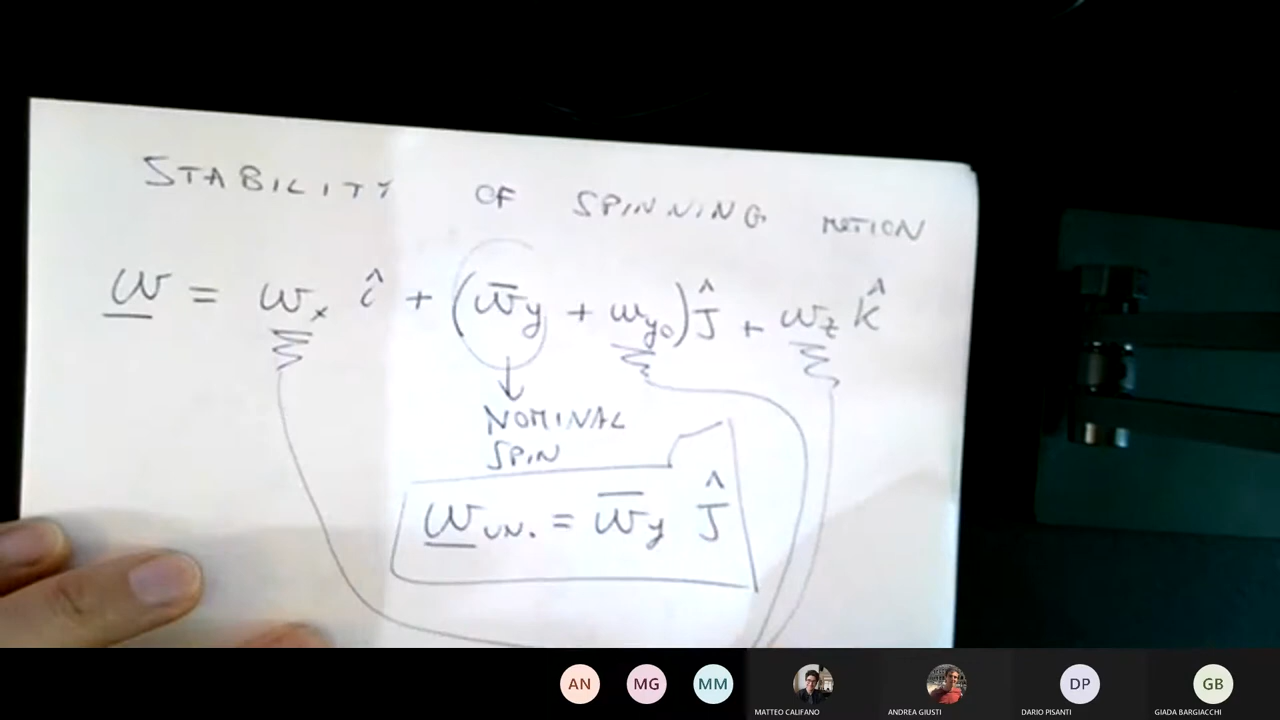 STABILITY OF SPINNING MOTION
ω = ωx î + (ω̄y + ωy0) ĵ + ωz k̂
NOMINAL
SPIN
ωUN. = ω̄y ĵ
AN MG MM DP GB
MATTEO CALIFANO ANDREA GIUSTI DARIO PISANTI GIADA BARGIACCHI